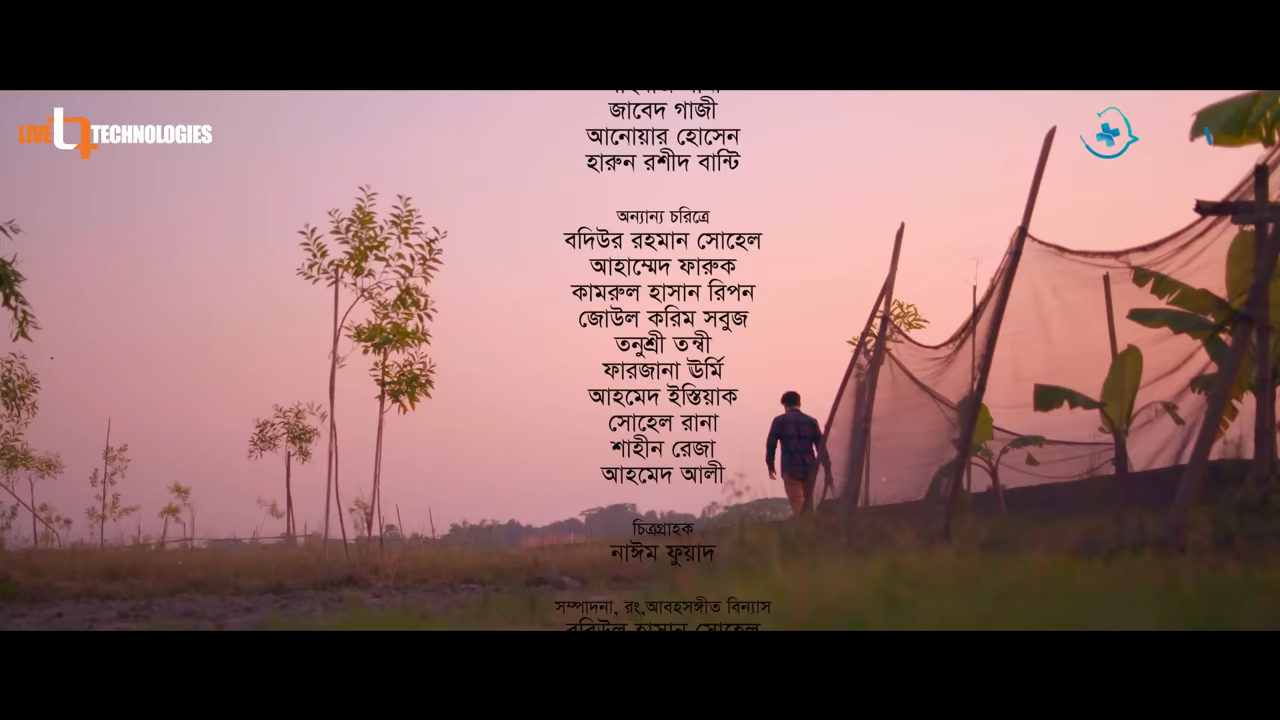 LIVE TECHNOLOGIES
জাবেদ গাজী
আনোয়ার হোসেন
হারুন রশীদ বান্টি
অন্যান্য চরিত্রে
বদিউর রহমান সোহেল
আহাম্মেদ ফারুক
কামরুল হাসান রিপন
জোউল করিম সবুজ
তনুশ্রী তন্বী
ফারজানা ঊর্মি
আহমেদ ইস্তিয়াক
সোহেল রানা
শাহীন রেজা
আহমেদ আলী
চিত্রগ্রাহক
নাঈম ফুয়াদ
সম্পাদনা, রং,আবহসঙ্গীত বিন্যাস
হাসান সোহেল